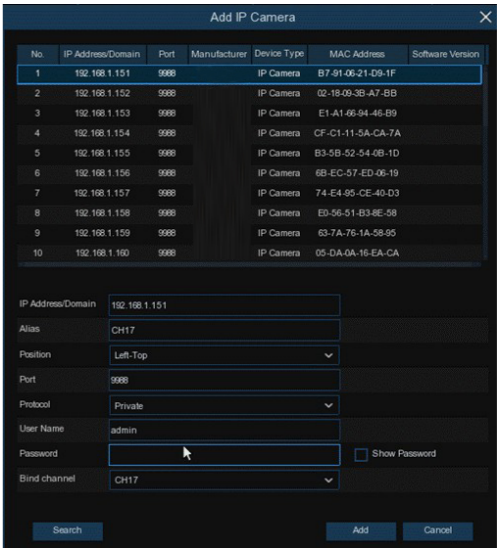 Add IP Camera
No. IP Address/Domain Port Manufacturer Device Type MAC Address Software Version
1 192.168.1.151 9988 IP Camera B7-91-06-21-D9-1F
2 192.168.1.152 9988 IP Camera 02-18-09-3B-A7-BB
3 192.168.1.153 9988 IP Camera E1-A1-66-94-46-B9
4 192.168.1.154 9988 IP Camera CF-C1-11-5A-CA-7A
5 192.168.1.155 9988 IP Camera B3-5B-52-54-0B-1D
6 192.168.1.156 9988 IP Camera 6B-EC-57-ED-06-19
7 192.168.1.157 9988 IP Camera 74-E4-95-CE-40-D3
8 192.168.1.158 9988 IP Camera E0-56-51-B3-8E-58
9 192.168.1.159 9988 IP Camera 63-7A-76-1A-58-95
10 192.168.1.160 9988 IP Camera 05-DA-0A-16-EA-CA
IP Address/Domain 192.168.1.151
Alias CH17
Position Left-Top
Port 9988
Protocol Private
User Name admin
Password Show Password
Bind channel CH17
Search Add Cancel